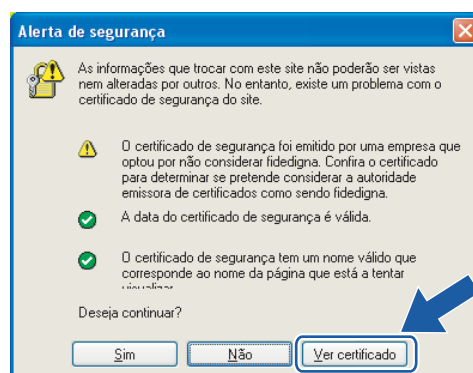 Alerta de segurança
As informações que trocar com este site não poderão ser vistas
nem alteradas por outros. No entanto, existe um problema com o
certificado de segurança do site.
O certificado de segurança foi emitido por uma empresa que
optou por não considerar fidedigna. Confira o certificado
para determinar se pretende considerar a autoridade
emissora de certificados como sendo fidedigna.
A data do certificado de segurança é válida.
O certificado de segurança tem um nome válido que
corresponde ao nome da página que está a tentar
visualizar.
Deseja continuar?
Sim Não Ver certificado